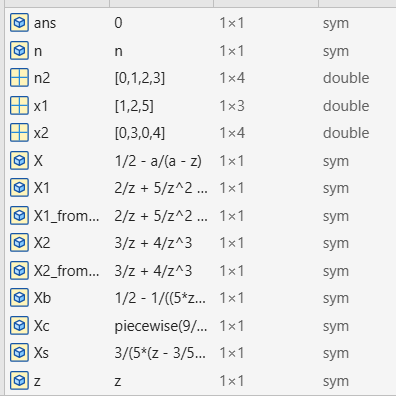 ans 0 1×1 sym
n n 1×1 sym
n2 [0,1,2,3] 1×4 double
x1 [1,2,5] 1×3 double
x2 [0,3,0,4] 1×4 double
X 1/2 - a/(a - z) 1×1 sym
X1 2/z + 5/z^2 ... 1×1 sym
X1_from... 2/z + 5/z^2 ... 1×1 sym
X2 3/z + 4/z^3 1×1 sym
X2_from... 3/z + 4/z^3 1×1 sym
Xb 1/2 - 1/((5*z... 1×1 sym
Xc piecewise(9/... 1×1 sym
Xs 3/(5*(z - 3/5... 1×1 sym
z z 1×1 sym